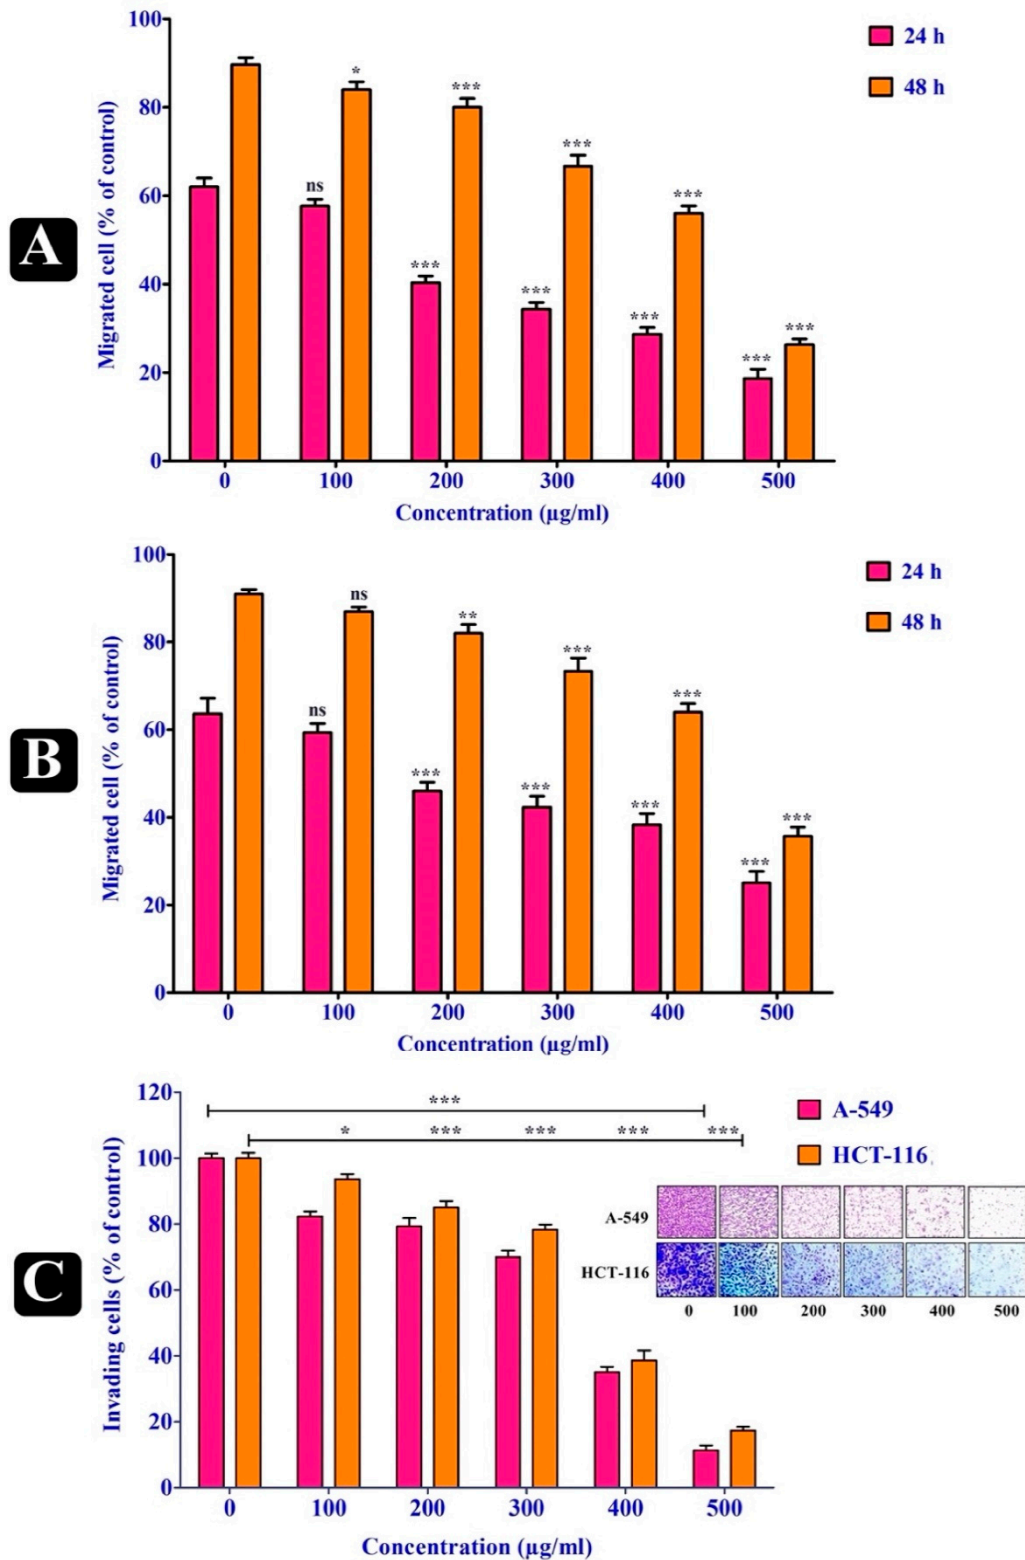 A
Migrated cell (% of control)
100
80
60
40
20
0
24 h
48 h
ns
*
***
***
***
***
***
***
***
***
0 100 200 300 400 500
Concentration (µg/ml)
B
Migrated cell (% of control)
100
80
60
40
20
0
24 h
48 h
ns
ns
***
**
***
***
***
***
***
***
0 100 200 300 400 500
Concentration (µg/ml)
C
Invading cells (% of control)
120
100
80
60
40
20
0
***
* *** *** *** ***
A-549
HCT-116
A-549
HCT-116
0 100 200 300 400 500
0 100 200 300 400 500
Concentration (µg/ml)